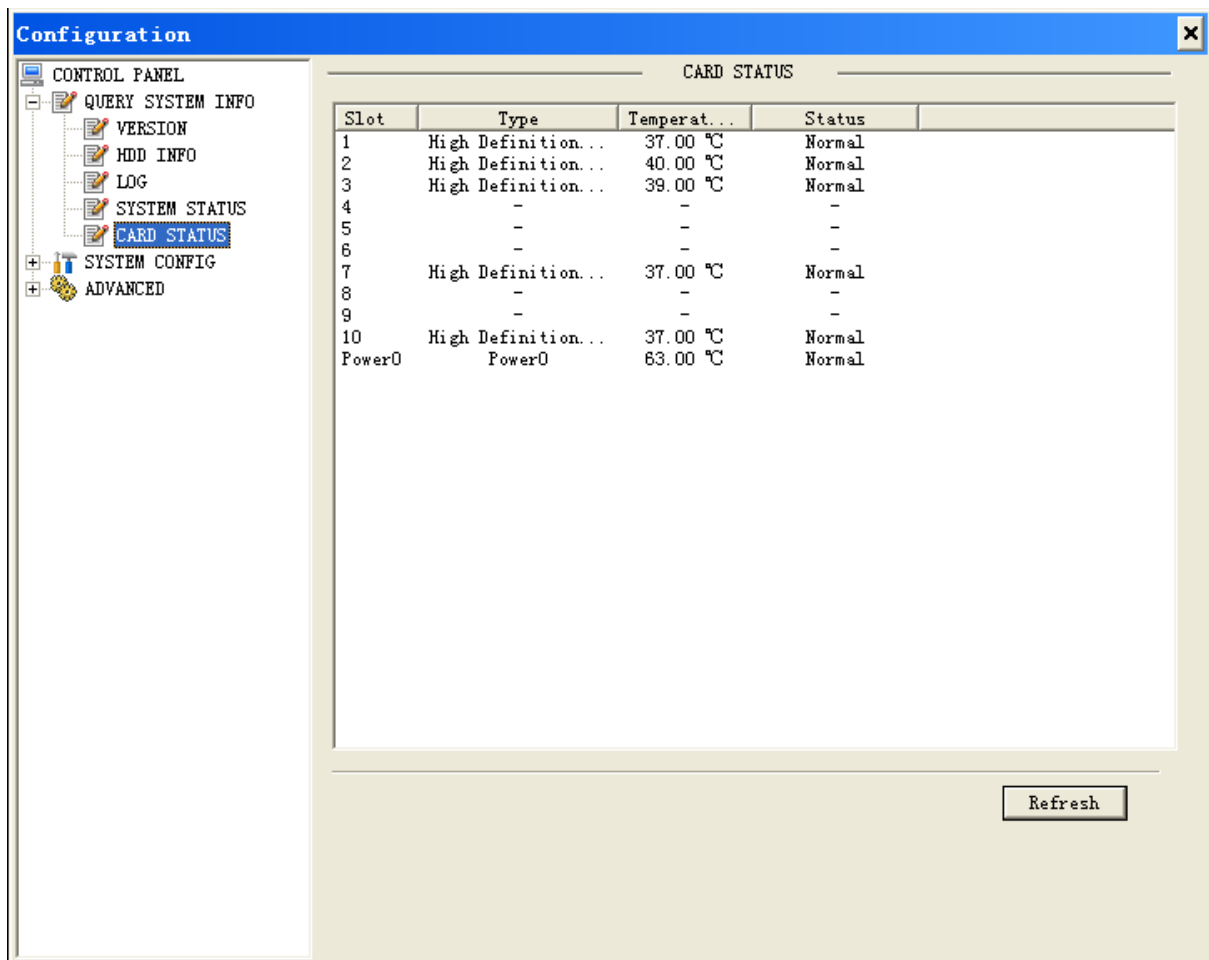 Configuration
CONTROL PANEL
QUERY SYSTEM INFO
VERSION
HDD INFO
LOG
SYSTEM STATUS
CARD STATUS
SYSTEM CONFIG
ADVANCED
CARD STATUS
Slot Type Temperat... Status
1 High Definition... 37.00 ℃ Normal
2 High Definition... 40.00 ℃ Normal
3 High Definition... 39.00 ℃ Normal
4 - - -
5 - - -
6 - - -
7 High Definition... 37.00 ℃ Normal
8 - - -
9 - - -
10 High Definition... 37.00 ℃ Normal
Power0 Power0 63.00 ℃ Normal
Refresh